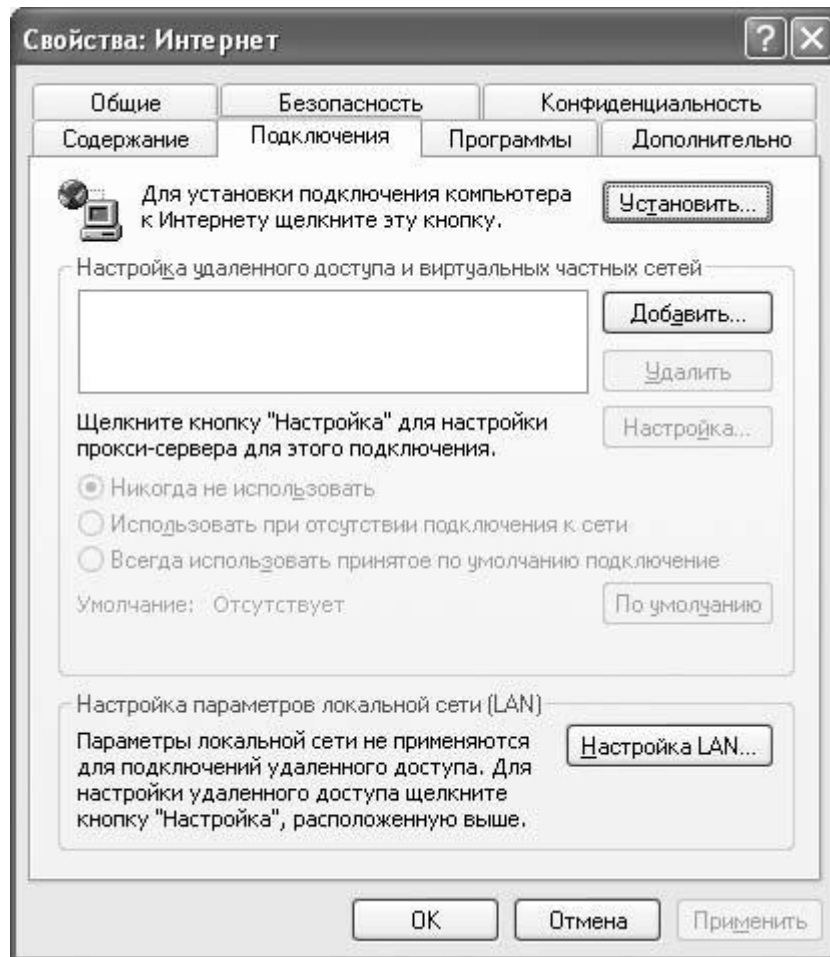 Свойства: Интернет
Общие
Безопасность
Конфиденциальность
Содержание
Подключения
Программы
Дополнительно
Для установки подключения компьютера
к Интернету щелкните эту кнопку.
Установить...
Настройка удаленного доступа и виртуальных частных сетей
Добавить...
Удалить
Щелкните кнопку "Настройка" для настройки
прокси-сервера для этого подключения.
Настройка...
Никогда не использовать
Использовать при отсутствии подключения к сети
Всегда использовать принятое по умолчанию подключение
Умолчание: Отсутствует
По умолчанию
Настройка параметров локальной сети (LAN)
Параметры локальной сети не применяются
для подключений удаленного доступа. Для
настройки удаленного доступа щелкните
кнопку "Настройка", расположенную выше.
Настройка LAN...
OK
Отмена
Применить